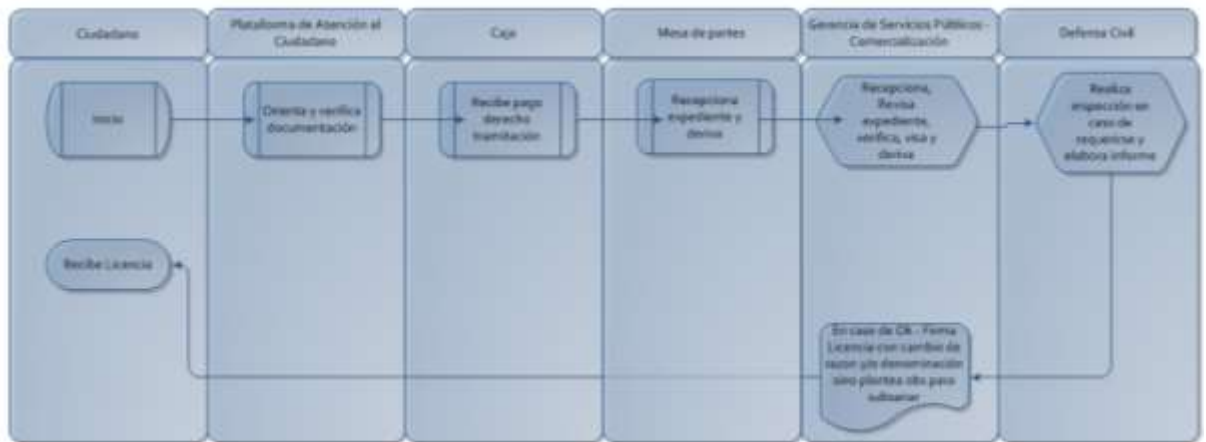 Ciudadano
Plataforma de Atención al
Ciudadano
Caja
Mesa de partes
Gerencia de Servicios Públicos -
Comercialización
Defensa Civil
Inicio
Orienta y verifica
documentación
Recibe pago
derecho
tramitación
Recepciona
expediente y
deriva
Recepciona,
Revisa
expediente,
verifica, visa y
deriva
Realiza
inspección en
caso de
requerirse y
elabora informe
Recibe Licencia
En caso de Ok - Firma
Licencia con cambio de
razon y/o denominación
sino plantea obs para
subsanar